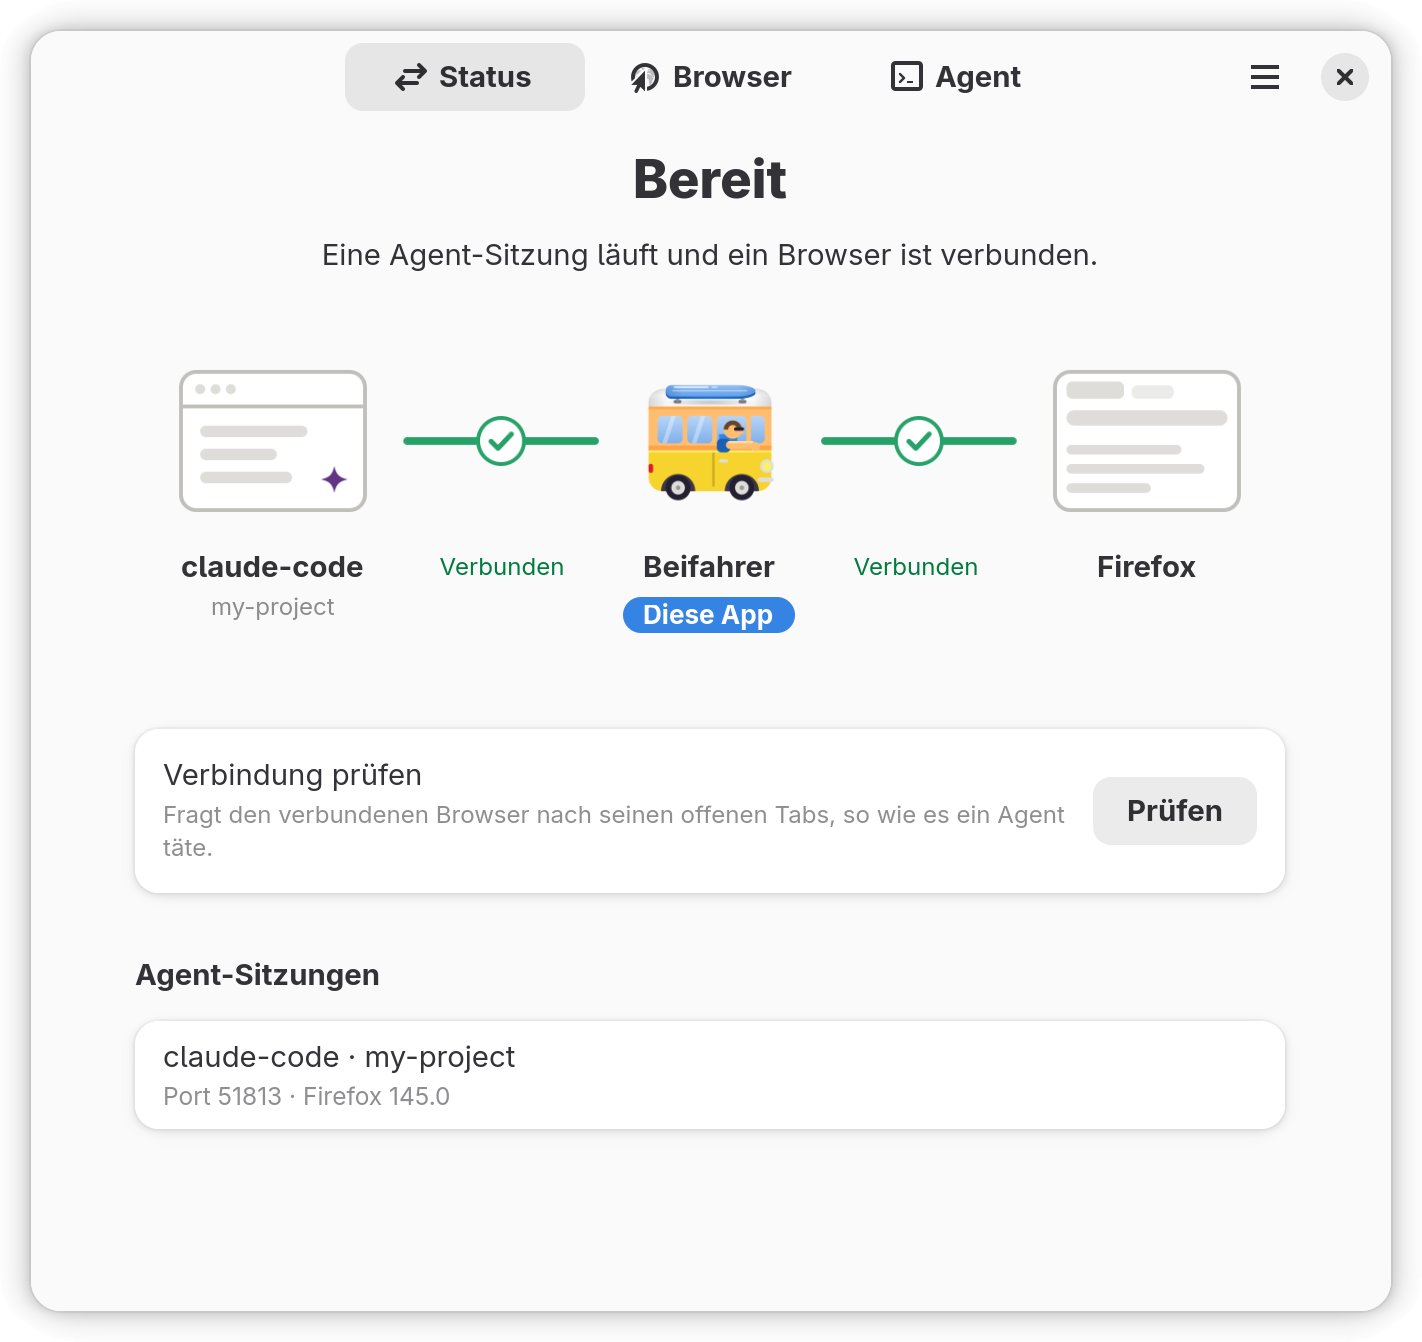 Status
Browser
Agent
Bereit
Eine Agent-Sitzung läuft und ein Browser ist verbunden.
claude-code
Verbunden
Beifahrer
Verbunden
Firefox
my-project
Diese App
Verbindung prüfen
Fragt den verbundenen Browser nach seinen offenen Tabs, so wie es ein Agent
täte.
Prüfen
Agent-Sitzungen
claude-code · my-project
Port 51813 · Firefox 145.0